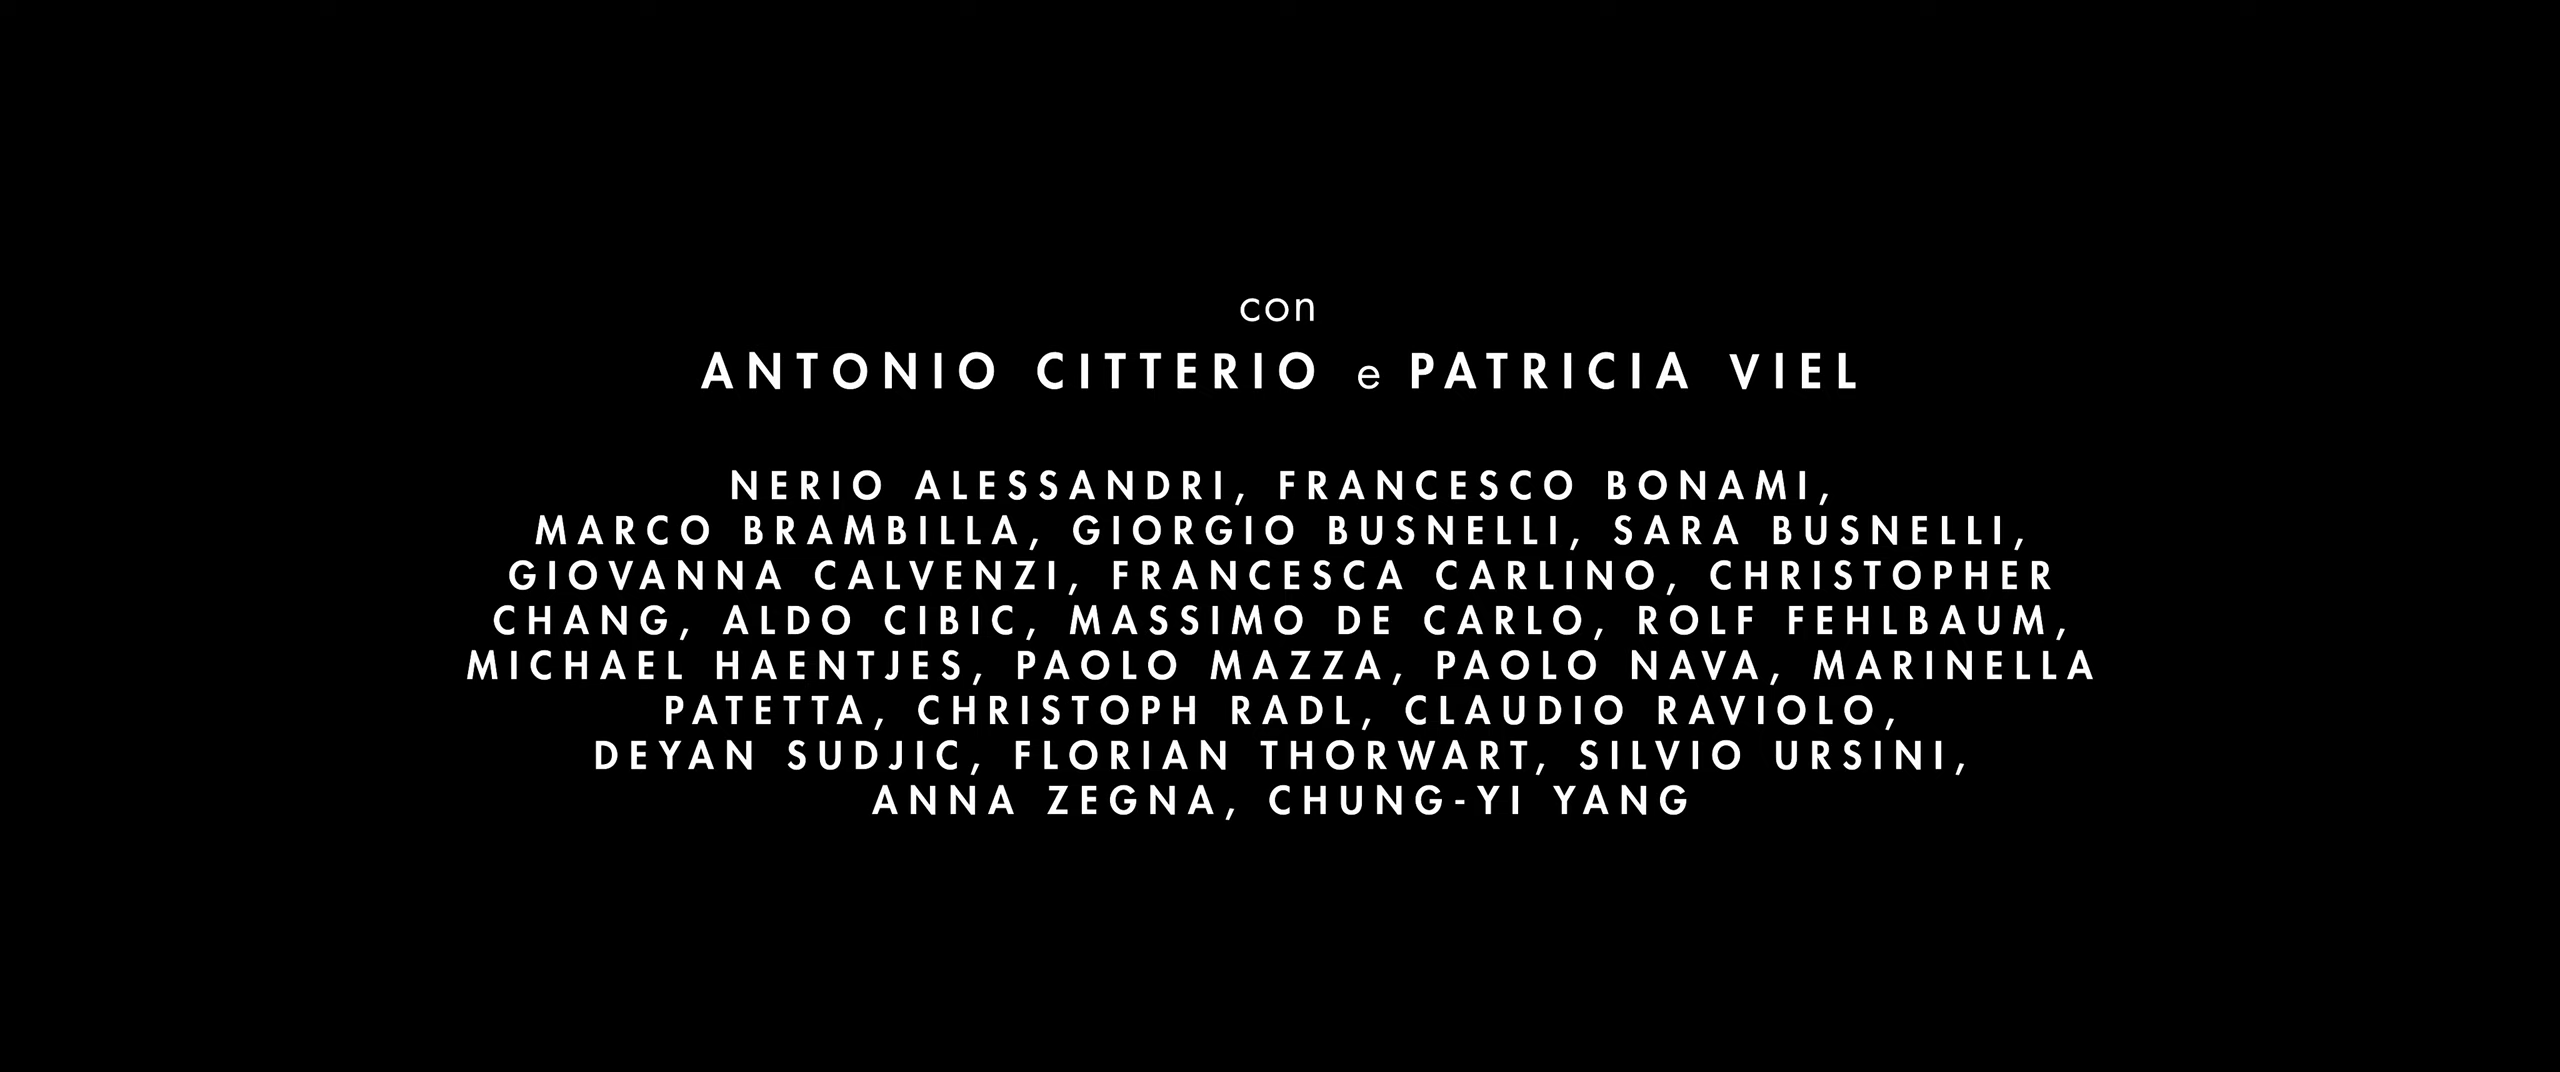 con
ANTONIO CITTERIO e PATRICIA VIEL
NERIO ALESSANDRI, FRANCESCO BONAMI,
MARCO BRAMBILLA, GIORGIO BUSNELLI, SARA BUSNELLI,
GIOVANNA CALVENZI, FRANCESCA CARLINO, CHRISTOPHER
CHANG, ALDO CIBIC, MASSIMO DE CARLO, ROLF FEHLBAUM,
MICHAEL HAENTJES, PAOLO MAZZA, PAOLO NAVA, MARINELLA
PATETTA, CHRISTOPH RADL, CLAUDIO RAVIOLO,
DEYAN SUDJIC, FLORIAN THORWART, SILVIO URSINI,
ANNA ZEGNA, CHUNG-YI YANG